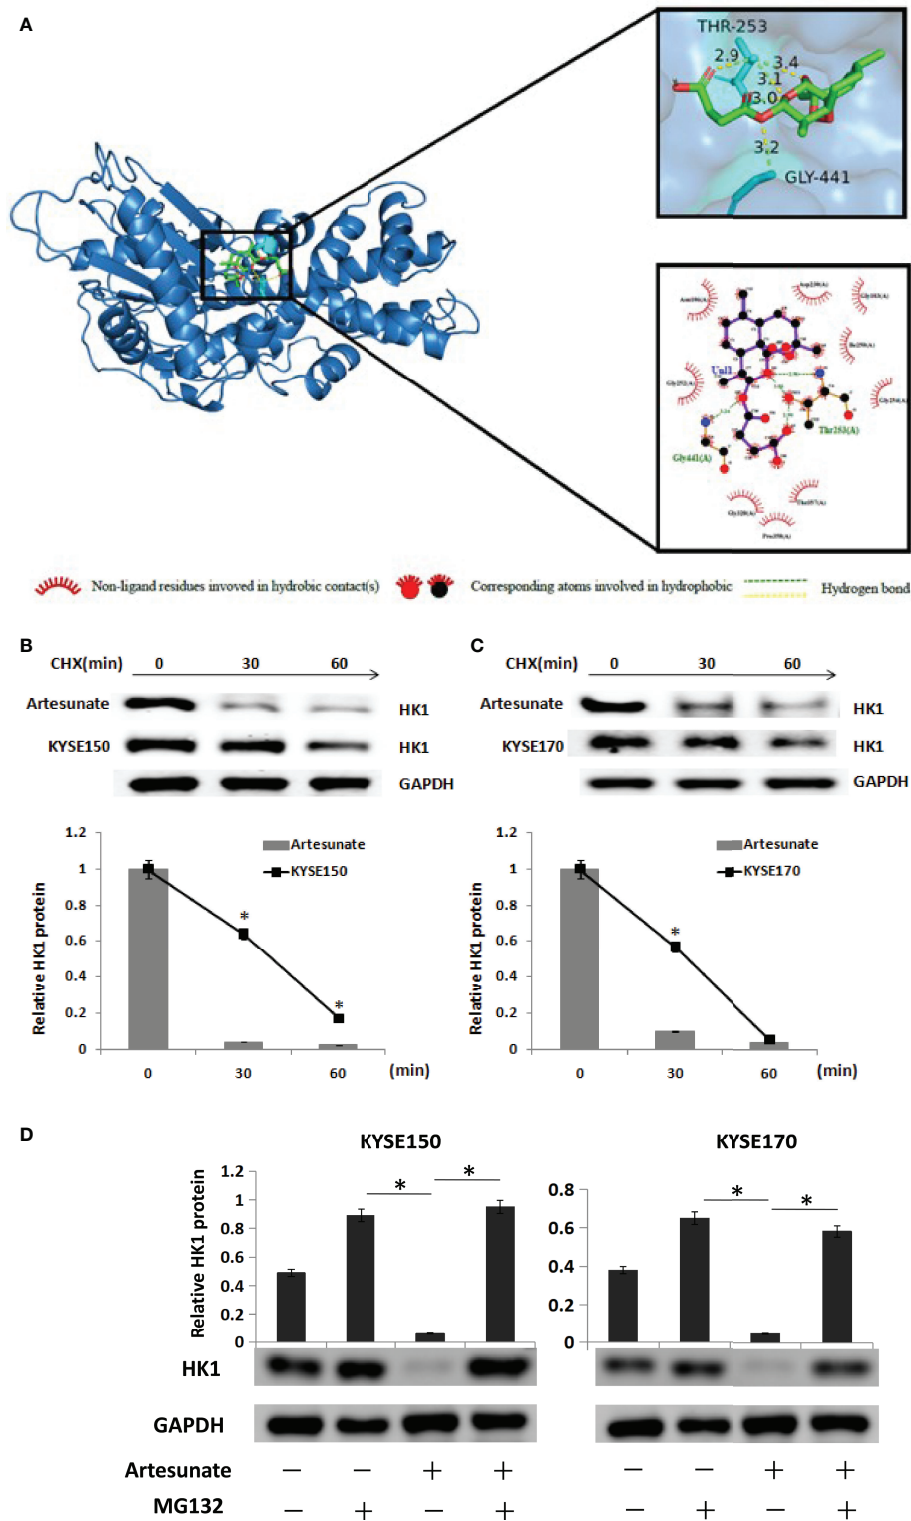 A
THR-253
2.9
3.4
3.1
3.0
3.2
GLY-441
Unl1
Thr253(A)
Gly441(A)
Non-ligand residues invoved in hydrobic contact(s)
Corresponding atoms involved in hydrophobic
Hydrogen bond
B
CHX(min) 0 30 60
Artesunate HK1
KYSE150 HK1
GAPDH
1.2
1
0.8
0.6
0.4
0.2
0
Relative HK1 protein
Artesunate
KYSE150
*
*
0 30 60 (min)
C
CHX(min) 0 30 60
Artesunate HK1
KYSE170 HK1
GAPDH
1.2
1
0.8
0.6
0.4
0.2
0
Relative HK1 protein
Artesunate
KYSE170
*
0 30 60 (min)
D
KYSE150
1.2
1
0.8
0.6
0.4
0.2
0
Relative HK1 protein
* *
KYSE170
0.8
0.6
0.4
0.2
0
* *
HK1
GAPDH
Artesunate − − + + − − + +
MG132 − + − + − + − +